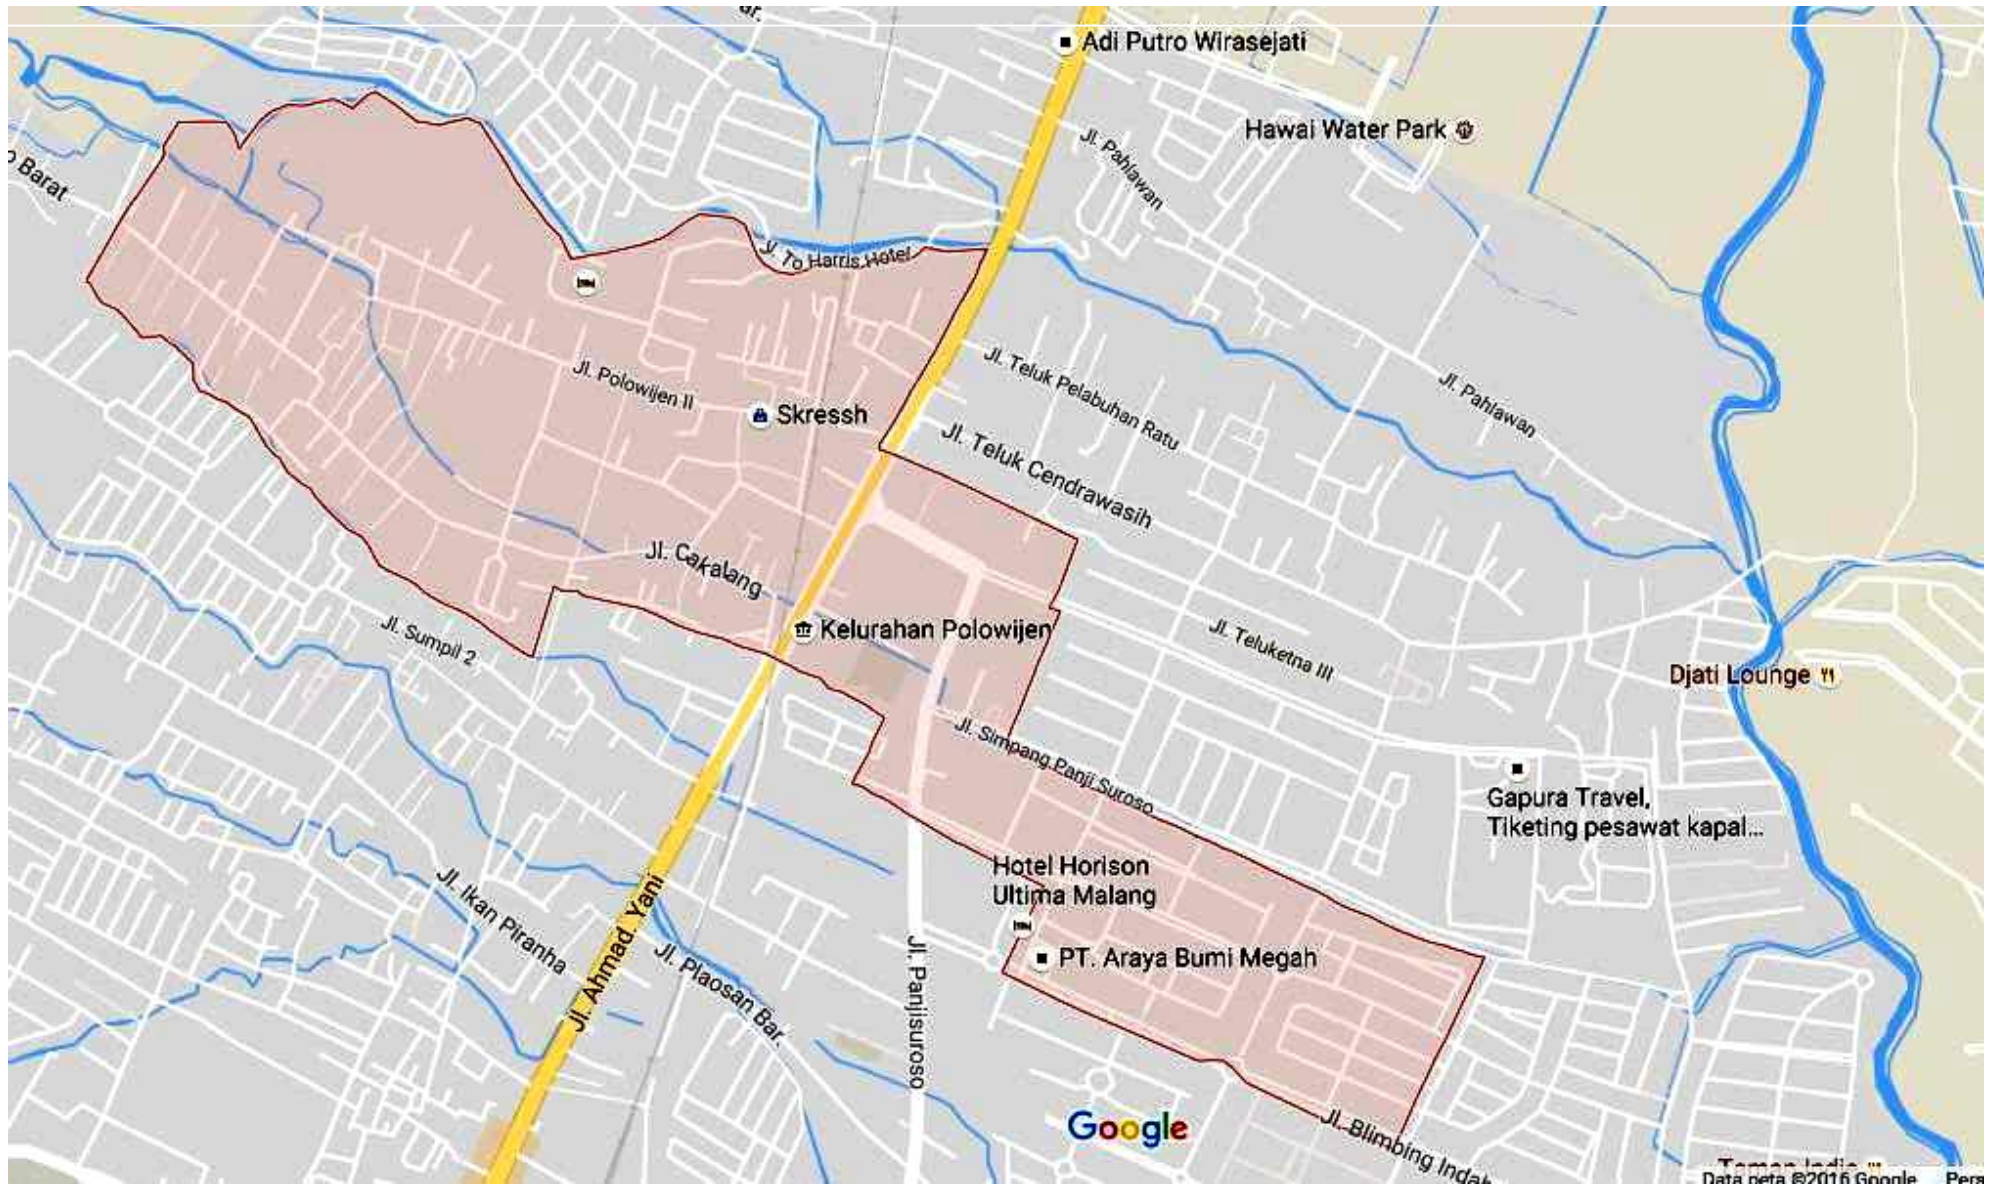 Adi Putro Wirasejati
Hawai Water Park
Jl. Pahlawan
Barat
Jl. To Harris Hotel
Jl. Teluk Pelabuhan Ratu
Jl. Polowijen II
Jl. Pahlawan
Skressh
Jl. Teluk Cendrawasih
Jl. Cakalang
Kelurahan Polowijen
Jl. Sumpil 2
Jl. Teluketna III
Djati Lounge
Jl. Simpang Panji Suroso
Gapura Travel,
Tiketing pesawat kapal...
Hotel Horison
Ultima Malang
Jl. Ikan Piranha
Jl. Ahmad Yani
Jl. Plaosan Bar.
Jl. Panjisuroso
PT. Araya Bumi Megah
Google
Jl. Blimbing Indah
Data peta ©2016 Google